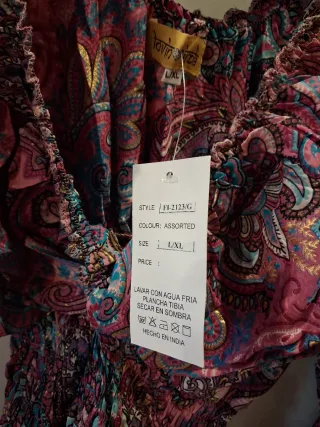 L/XL
STYLE : FI-2123/G
COLOUR: ASSORTED
SIZE : L/XL
PRICE :
LAVAR CON AGUA FRIA
PLANCHA TIBIA
SECAR EN SOMBRA
HECHO EN INDIA